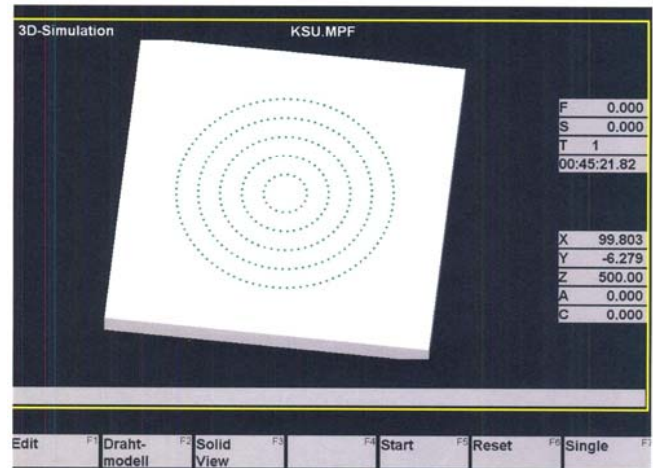 3D-Simulation KSU.MPF
F 0.000
S 0.000
T 1
00:45:21.82
X 99.803
Y -6.279
Z 500.00
A 0.000
C 0.000
Edit F1 Draht- F2 Solid F3 F4 Start F5 Reset F6 Single F7
modell View